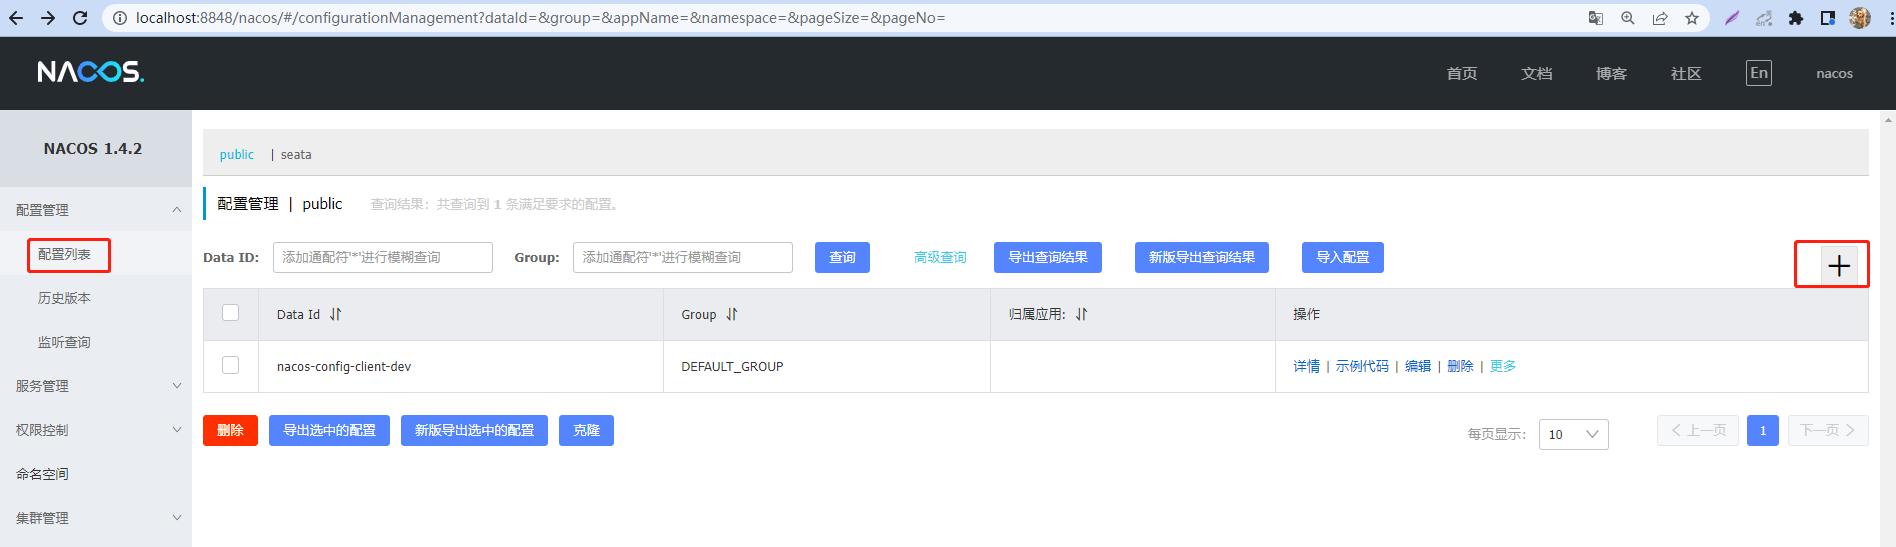 localhost:8848/nacos/#/configurationManagement?dataId=&group=&appName=&namespace=&pageSize=&pageNo=
NACOS.
首页 文档 博客 社区 En nacos
NACOS 1.4.2
配置管理
配置列表
历史版本
监听查询
服务管理
权限控制
命名空间
集群管理
public | seata
配置管理 | public 查询结果：共查询到 1 条满足要求的配置。
Data ID: 添加通配符'*'进行模糊查询 Group: 添加通配符'*'进行模糊查询 查询 高级查询 导出查询结果 新版导出查询结果 导入配置
Data Id Group 归属应用: 操作
nacos-config-client-dev DEFAULT_GROUP 详情 | 示例代码 | 编辑 | 删除 | 更多
删除 导出选中的配置 新版导出选中的配置 克隆 每页显示: 10 上一页 1 下一页